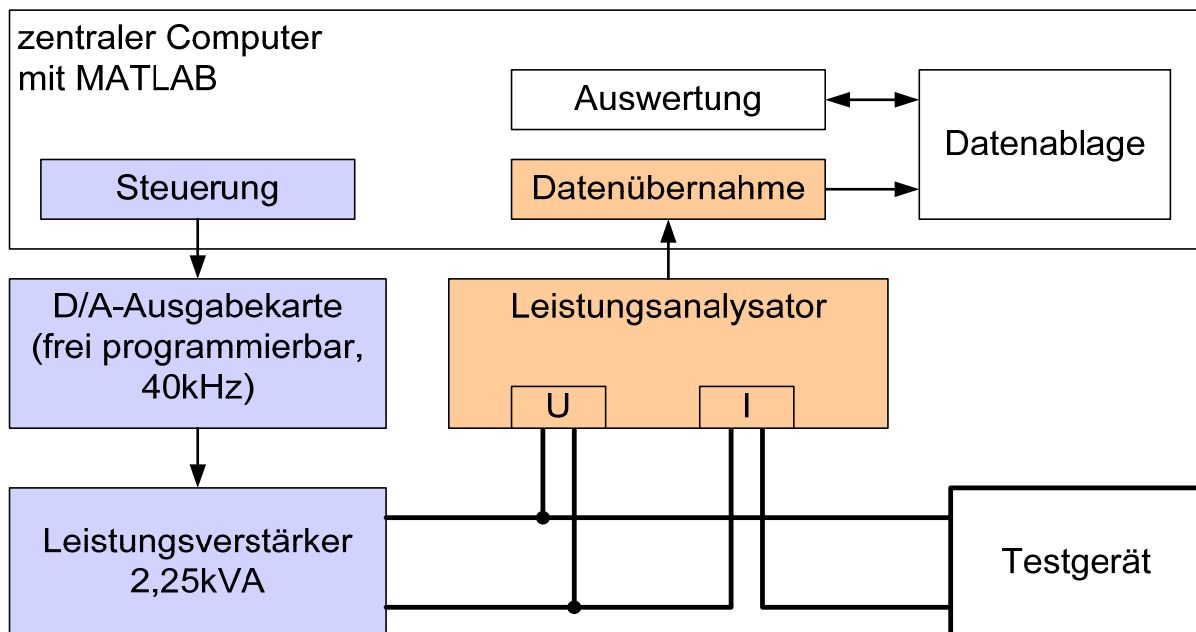 zentraler Computer
mit MATLAB
Auswertung
Datenablage
Steuerung
Datenübernahme
D/A-Ausgabekarte
(frei programmierbar,
40kHz)
Leistungsanalysator
U
I
Leistungsverstärker
2,25kVA
Testgerät